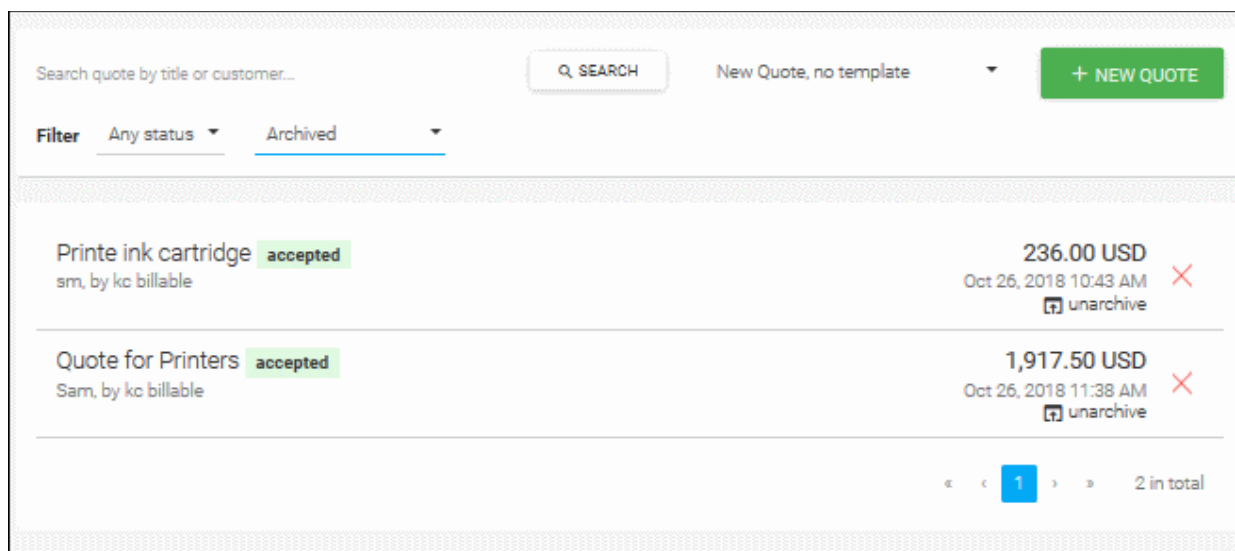 Search quote by title or customer...
SEARCH
New Quote, no template
+ NEW QUOTE
Filter Any status Archived
Printe ink cartridge accepted
236.00 USD
sm, by kc billable
Oct 26, 2018 10:43 AM
unarchive
Quote for Printers accepted
1,917.50 USD
Sam, by kc billable
Oct 26, 2018 11:38 AM
unarchive
« ‹ 1 › » 2 in total